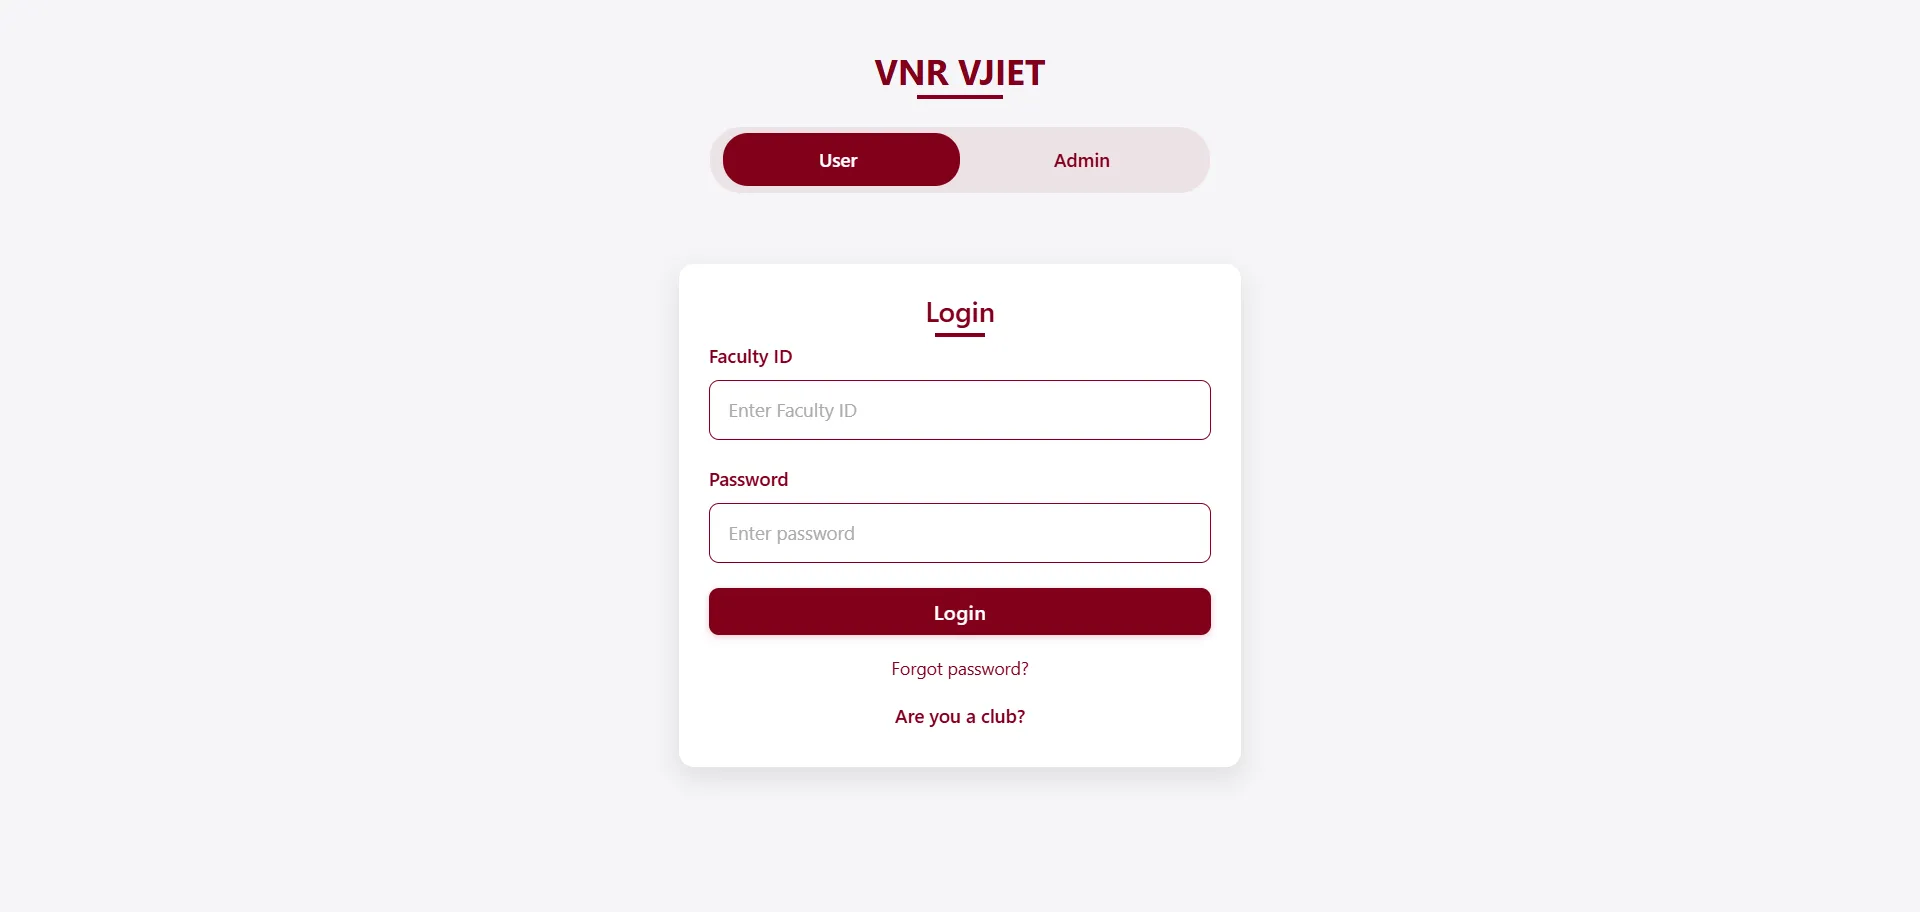 VNR VJIET
User
Admin
Login
Faculty ID
Enter Faculty ID
Password
Enter password
Login
Forgot password?
Are you a club?